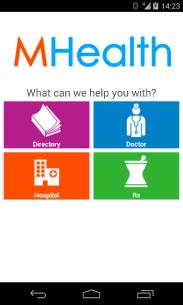 14:23
MHealth
What can we help you with?
Directory
Doctor
Hospital
Rx